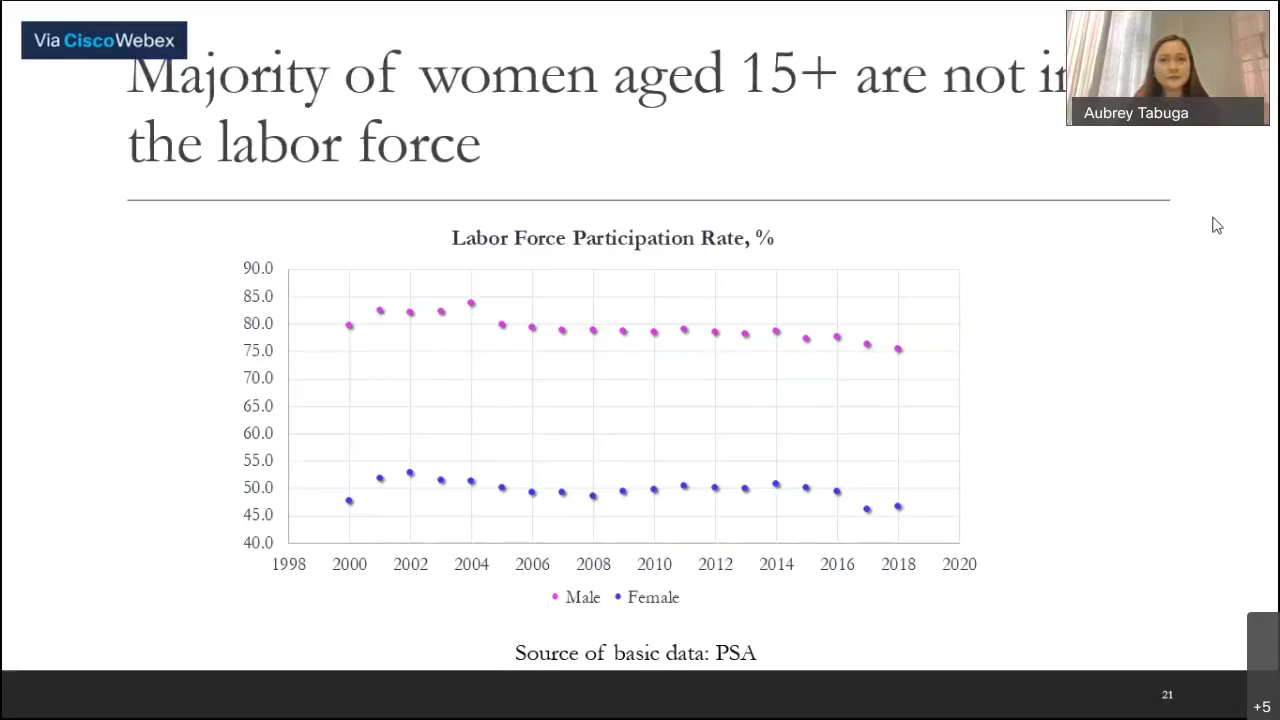 Via CiscoWebex
Majority of women aged 15+ are not in
the labor force
Aubrey Tabuga
Labor Force Participation Rate, %
90.0
85.0
80.0
75.0
70.0
65.0
60.0
55.0
50.0
45.0
40.0
1998 2000 2002 2004 2006 2008 2010 2012 2014 2016 2018 2020
Male Female
Source of basic data: PSA
21
+5